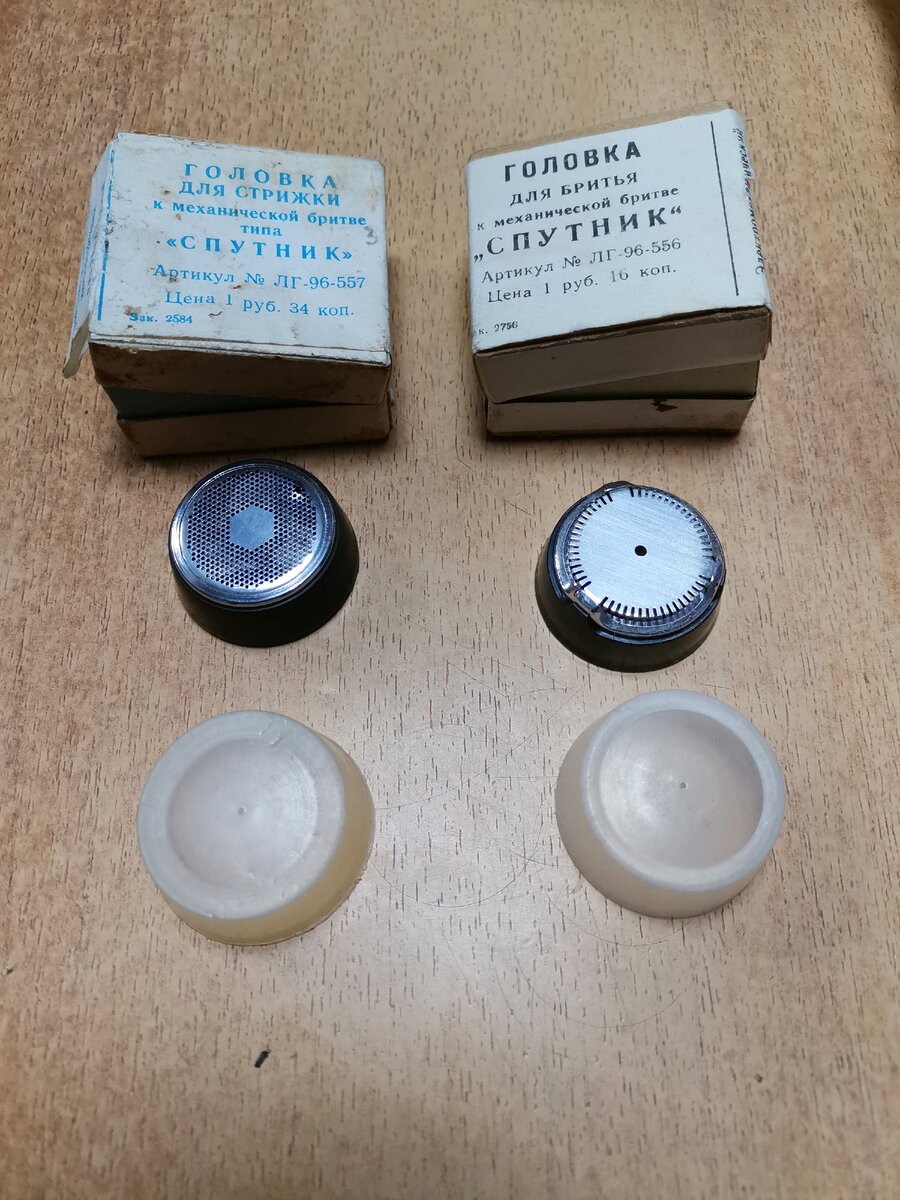 ГОЛОВКА
ДЛЯ СТРИЖКИ
к механической бритве
типа
«СПУТНИК»
Артикул № ЛГ-96-557
Цена 1 руб. 34 коп.
Зак. 2584
3
ГОЛОВКА
ДЛЯ БРИТЬЯ
к механической бритве
„СПУТНИК“
Артикул № ЛГ-96-556
Цена 1 руб. 16 коп.
к. 2756